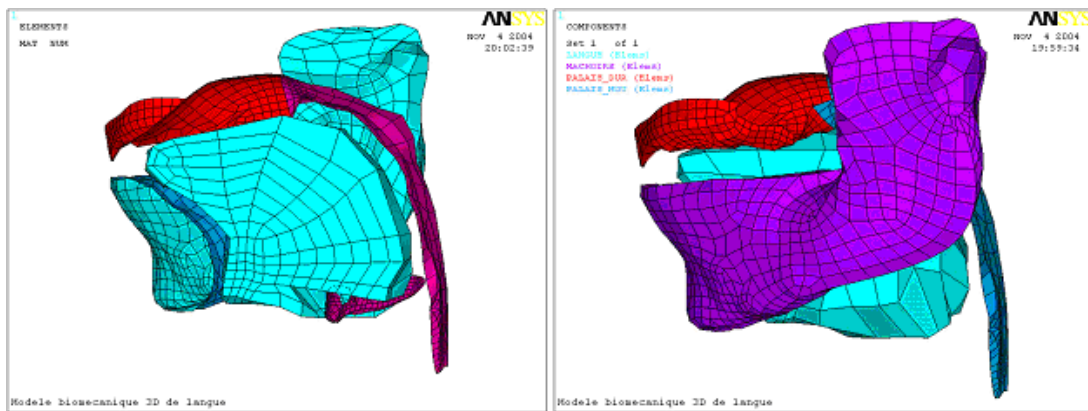 1
ELEMENTS
MAT NUM
ANSYS
NOV 4 2004
20:02:39
Modele biomecanique 3D de langue
1
COMPONENTS
Set 1 of 1
LANGUE (Elems)
MACHOIRE (Elems)
PALAIS_DUR (Elems)
PALAIS_MOU (Elems)
ANSYS
NOV 4 2004
19:59:34
Modele biomecanique 3D de langue